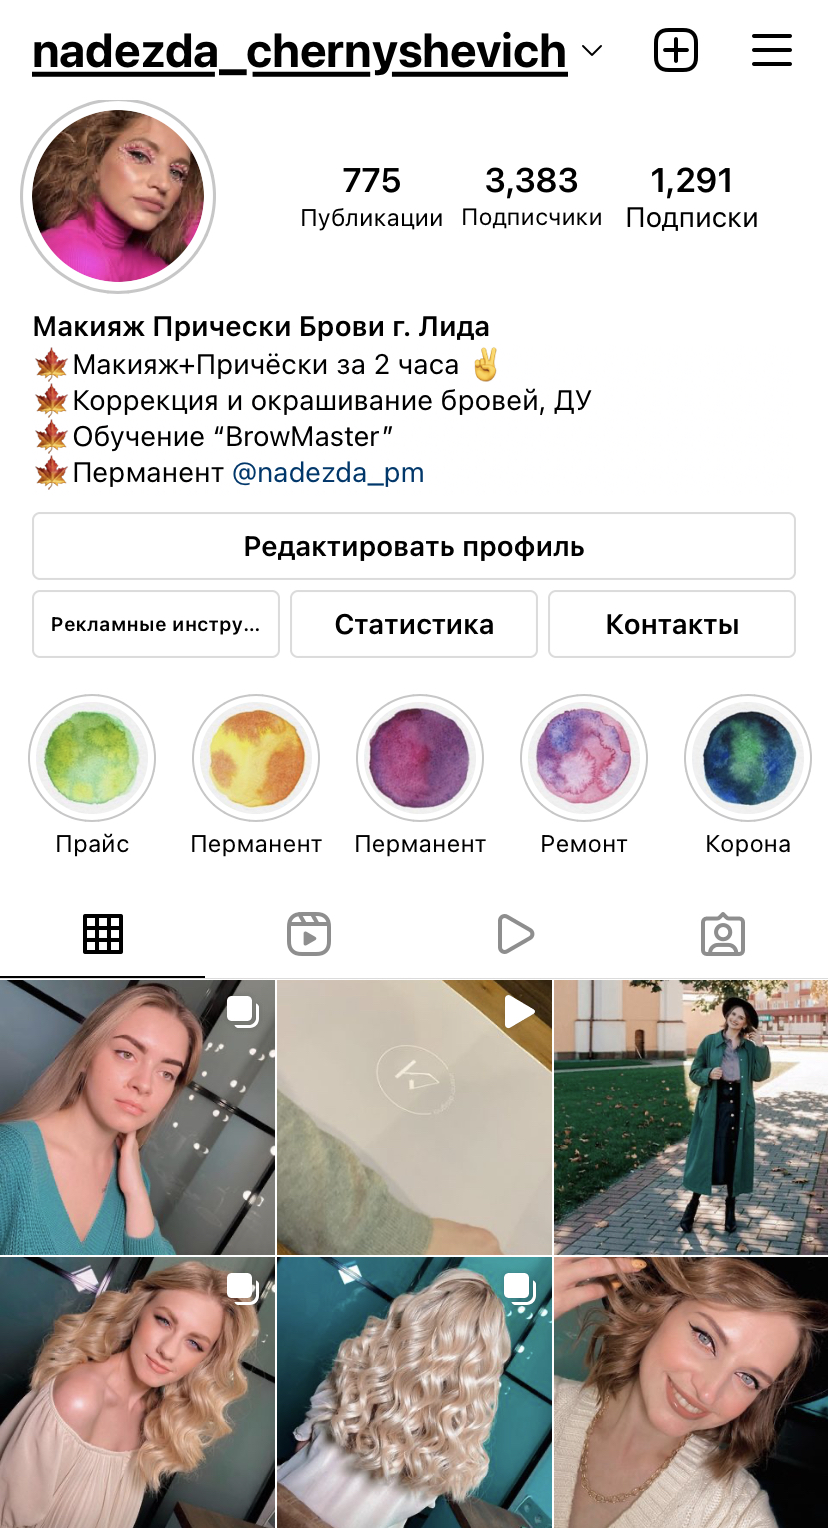 nadezda_chernyshevich
775 3,383 1,291
Публикации Подписчики Подписки
Макияж Прически Брови г. Лида
🍁Макияж+Причёски за 2 часа ✌️
🍁Коррекция и окрашивание бровей, ДУ
🍁Обучение “BrowMaster”
🍁Перманент @nadezda_pm
Редактировать профиль
Рекламные инстру... Статистика Контакты
Прайс Перманент Перманент Ремонт Корона